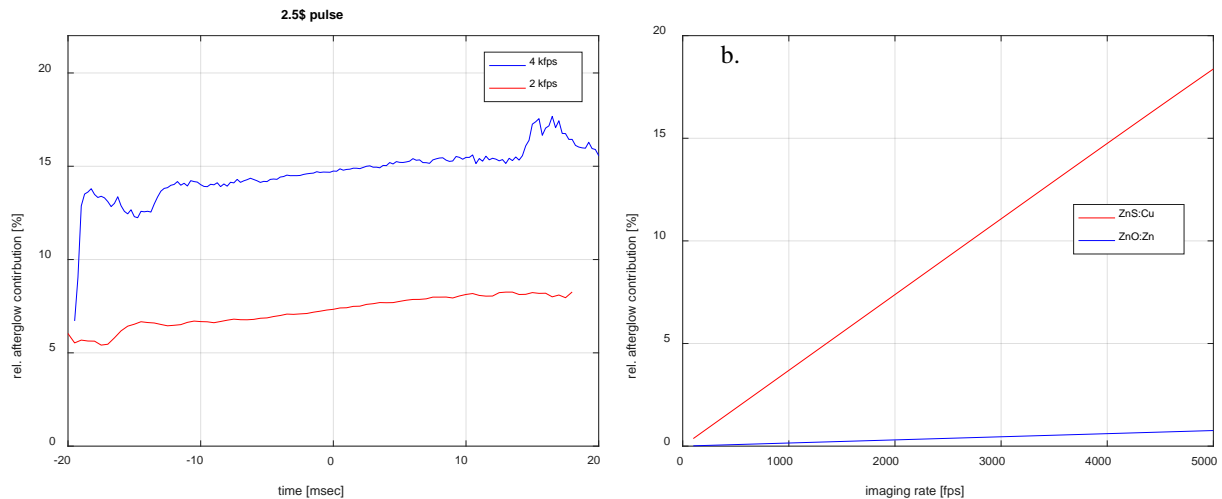 2.5$ pulse
4 kfps
2 kfps
20
15
10
5
0
-20
-10
0
10
20
rel. afterglow contirbution [%]
time [msec]
b.
20
15
10
5
0
ZnS:Cu
ZnO:Zn
0
1000
2000
3000
4000
5000
rel. afterglow contribution [%]
imaging rate [fps]